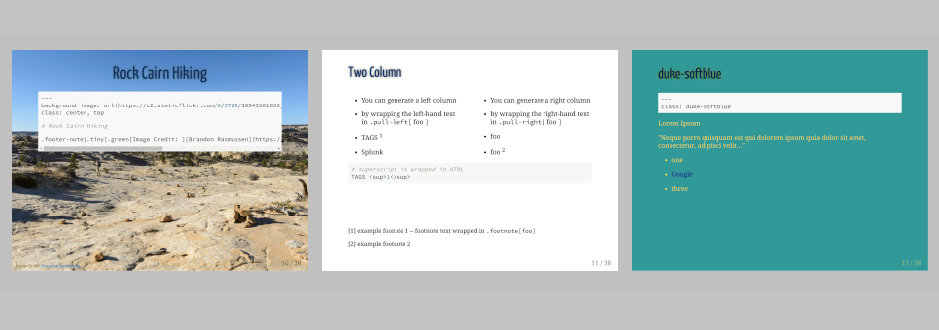 Rock Cairn Hiking
---
background-image: url(https://c2.staticflickr.com/6/5719/30943561632_
class: center, top
# Rock Cairn Hiking
.footer-note[.tiny[.green[Image Credit: ][Brandon Rasmussen](https:/
10 / 38
Two Column
• You can generate a left column
• by wrapping the left-hand text
in .pull-left[ foo ]
• TAGS 1
• Splunk
• You can generate a right column
• by wrapping the right-hand text
in .pull-right[ foo ]
• foo
• foo 2
# superscript is wrapped in HTML
TAGS <sup>1</sup>
[1] example footnote 1 – footnote text wrapped in .footnote[foo]
[2] example footnote 2
11 / 38
duke-softblue
---
class: duke-softblue
Lorem Ipsum
"Neque porro quisquam est qui dolorem ipsum quia dolor sit amet,
consectetur, adipisci velit..."
• one
• Google
• three
13 / 38